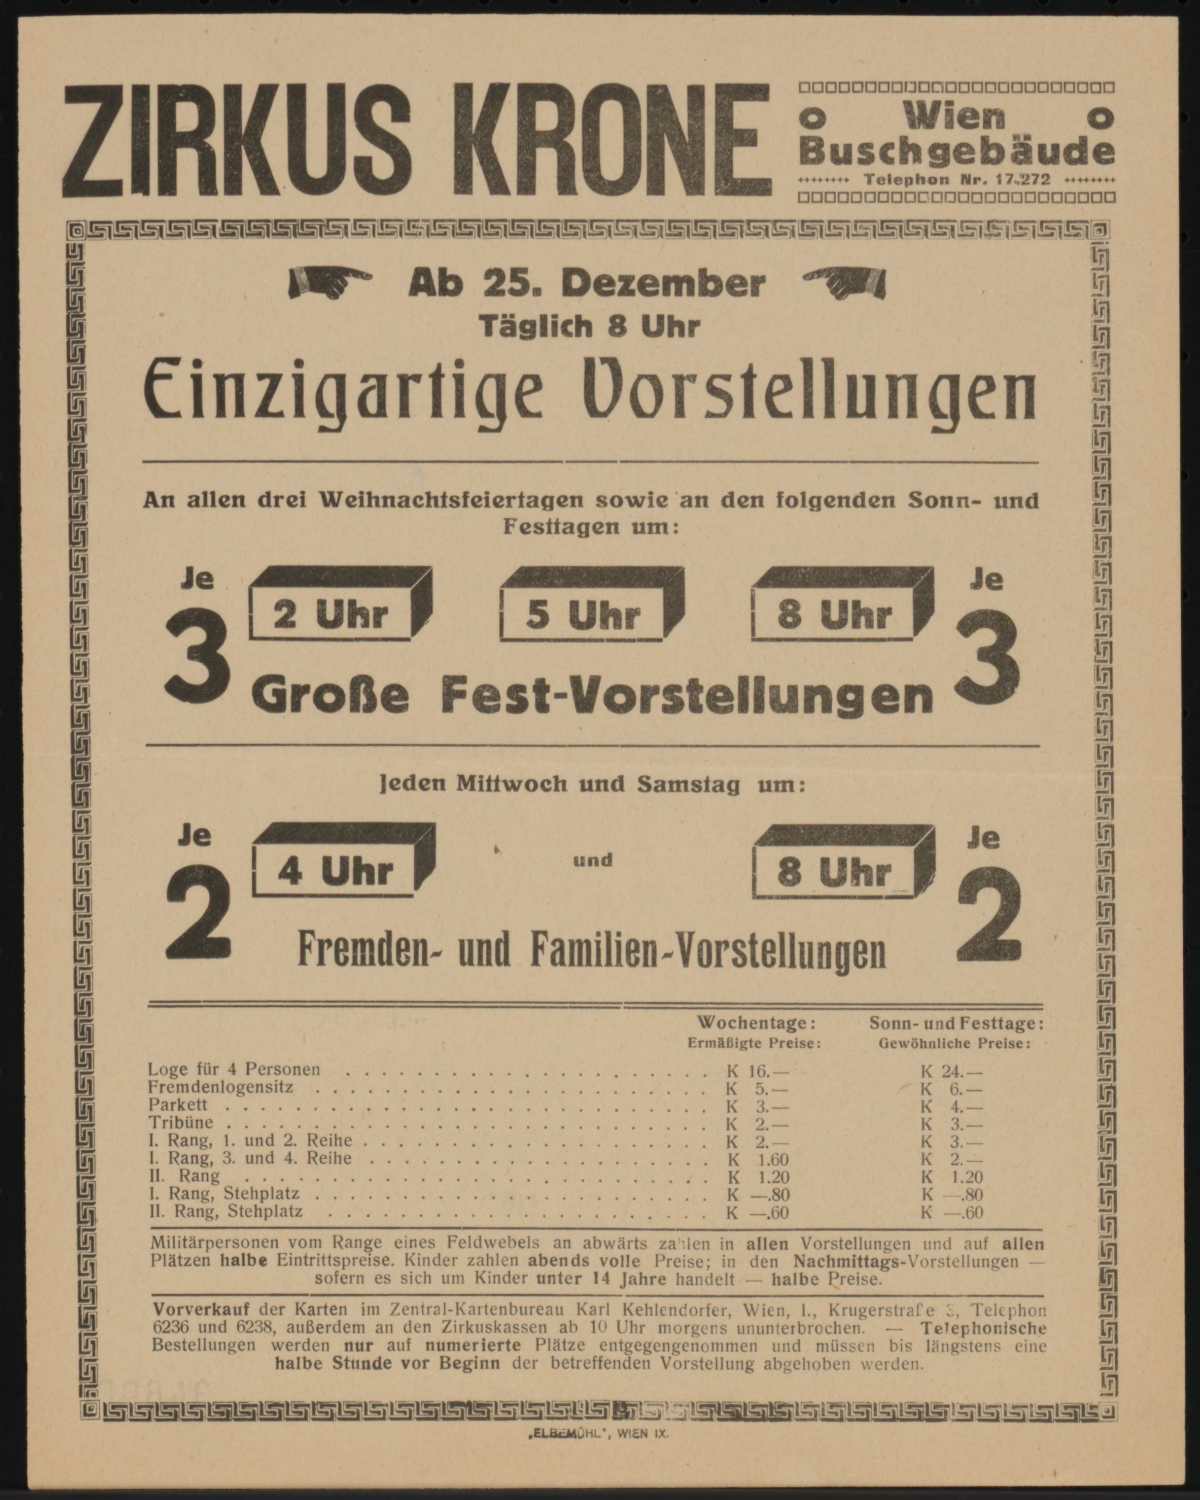 ZIRKUS KRONE
Wien
Buschgebäude
Telephon Nr. 17.272
Ab 25. Dezember
Täglich 8 Uhr
Einzigartige Vorstellungen
An allen drei Weihnachtsfeiertagen sowie an den folgenden Sonn- und
Festtagen um:
Je 3
2 Uhr
5 Uhr
8 Uhr
Je 3
Große Fest-Vorstellungen
Jeden Mittwoch und Samstag um:
Je 2
4 Uhr
und
8 Uhr
Je 2
Fremden- und Familien-Vorstellungen
Wochentage: Sonn- und Festtage:
Ermäßigte Preise: Gewöhnliche Preise:
Loge für 4 Personen . . . . . . . . . . . . . . . . . . . . K 16.— K 24.—
Fremdenlogensitz . . . . . . . . . . . . . . . . . . . . . K 5.— K 6.—
Parkett . . . . . . . . . . . . . . . . . . . . . . . . . K 3.— K 4.—
Tribüne . . . . . . . . . . . . . . . . . . . . . . . . . K 2.— K 3.—
I. Rang, 1. und 2. Reihe . . . . . . . . . . . . . . . . . . K 2.— K 3.—
I. Rang, 3. und 4. Reihe . . . . . . . . . . . . . . . . . . K 1.60 K 2.—
II. Rang . . . . . . . . . . . . . . . . . . . . . . . . K 1.20 K 1.20
I. Rang, Stehplatz . . . . . . . . . . . . . . . . . . . . . K —.80 K —.80
II. Rang, Stehplatz . . . . . . . . . . . . . . . . . . . . K —.60 K —.60
Militärpersonen vom Range eines Feldwebels an abwärts zahlen in allen Vorstellungen und auf allen
Plätzen halbe Eintrittspreise. Kinder zahlen abends volle Preise; in den Nachmittags-Vorstellungen —
sofern es sich um Kinder unter 14 Jahre handelt — halbe Preise.
Vorverkauf der Karten im Zentral-Kartenbureau Karl Kehlendorfer, Wien, I., Krugerstraße 3, Telephon
6236 und 6238, außerdem an den Zirkuskassen ab 10 Uhr morgens ununterbrochen. — Telephonische
Bestellungen werden nur auf numerierte Plätze entgegengenommen und müssen bis längstens eine
halbe Stunde vor Beginn der betreffenden Vorstellung abgehoben werden.
„ELBEMÜHL", WIEN IX.